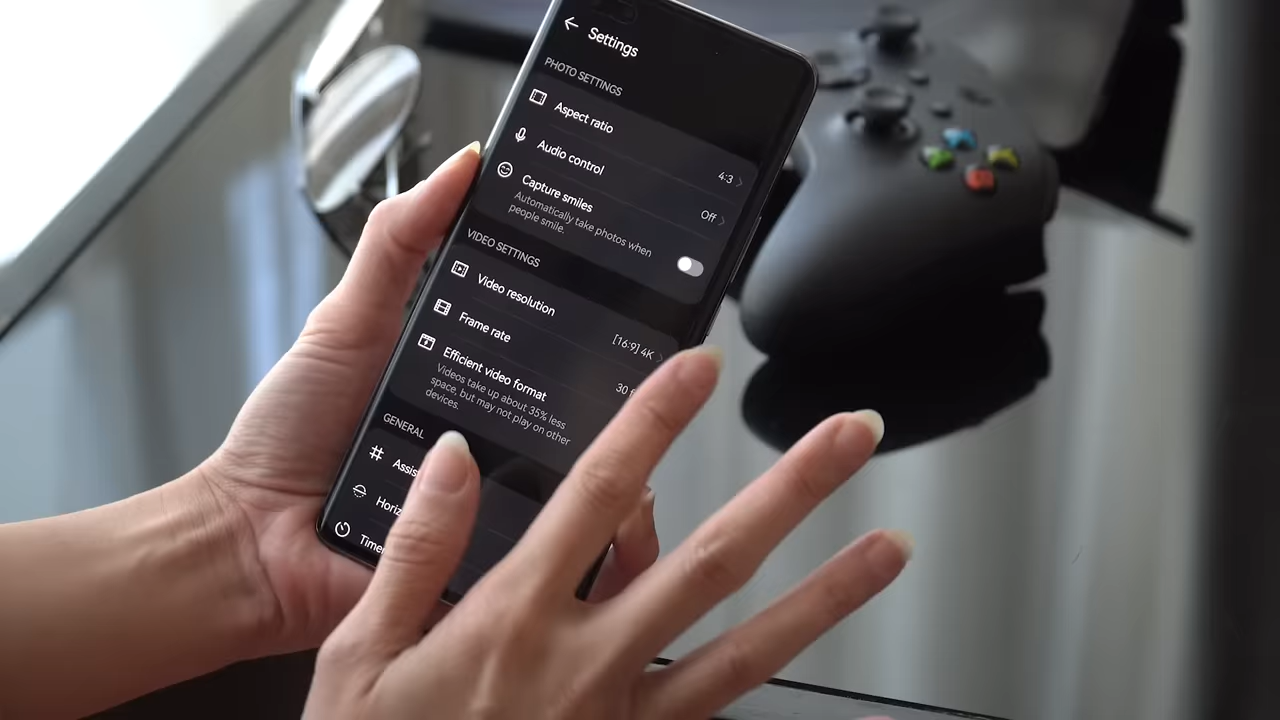 Settings
PHOTO SETTINGS
Aspect ratio
4:3
Audio control
Off
Capture smiles
Automatically take photos when
people smile.
VIDEO SETTINGS
Video resolution
[16:9] 4K
Frame rate
30
Efficient video format
Videos take up about 35% less
space, but may not play on other
devices.
GENERAL